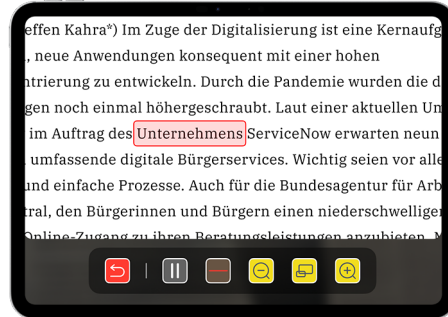 effen Kahra*) Im Zuge der Digitalisierung ist eine Kernaufg
, neue Anwendungen konsequent mit einer hohen
ntrierung zu entwickeln. Durch die Pandemie wurden die
gen noch einmal höhergeschraubt. Laut einer aktuellen Um
im Auftrag des Unternehmens ServiceNow erwarten neun
umfassende digitale Bürgerservices. Wichtig seien vor alle
und einfache Prozesse. Auch für die Bundesagentur für Arb
tral, den Bürgerinnen und Bürgern einen niederschwelligen
Online-Zugang zu ihren Beratungsleistungen anzubieten.